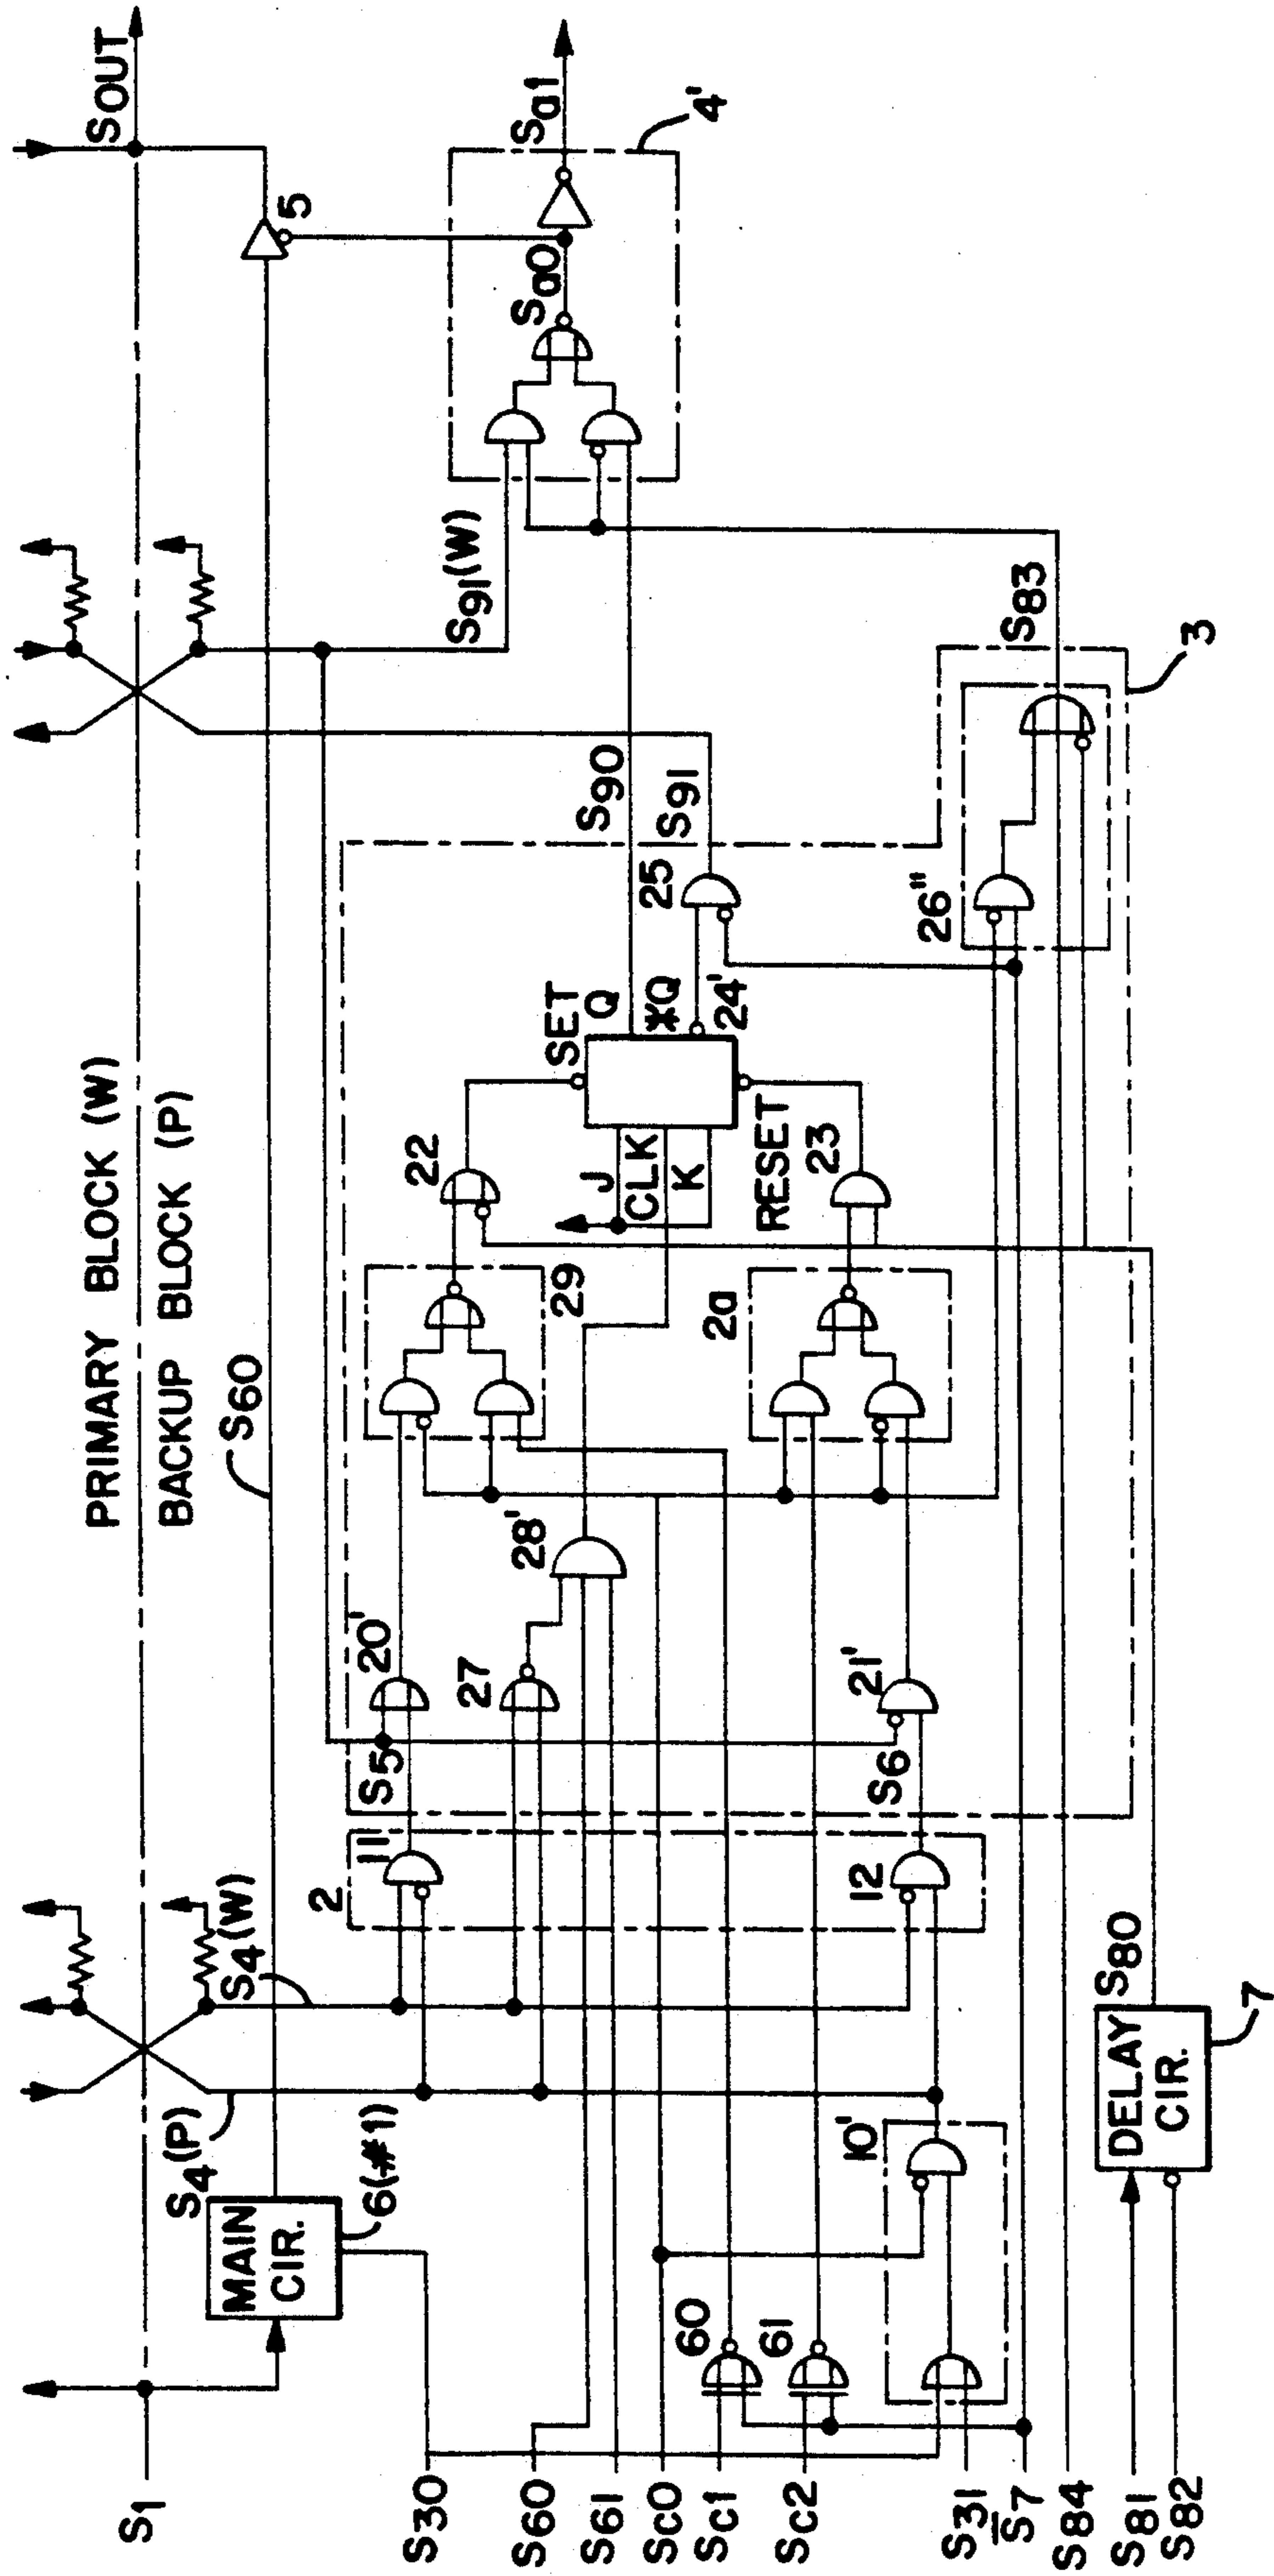 PRIMARY BLOCK (W)
BACKUP BLOCK (P)
S1
SOUT
S60
S4(P)
S4(W)
MAIN CIR.
6(#1)
5
Sa0
Sa1
4'
S91(W)
S90
S91
S83
3
2
11
12
S5
S6
20'
21'
27
28'
29
2a
22
23
SET
Q
*Q
24'
J
CLK
K
RESET
25
26"
60
61
10'
S30
S60
S61
Sc0
Sc1
Sc2
S31
S̅7
S84
S81
S82
DELAY CIR.
S80
7